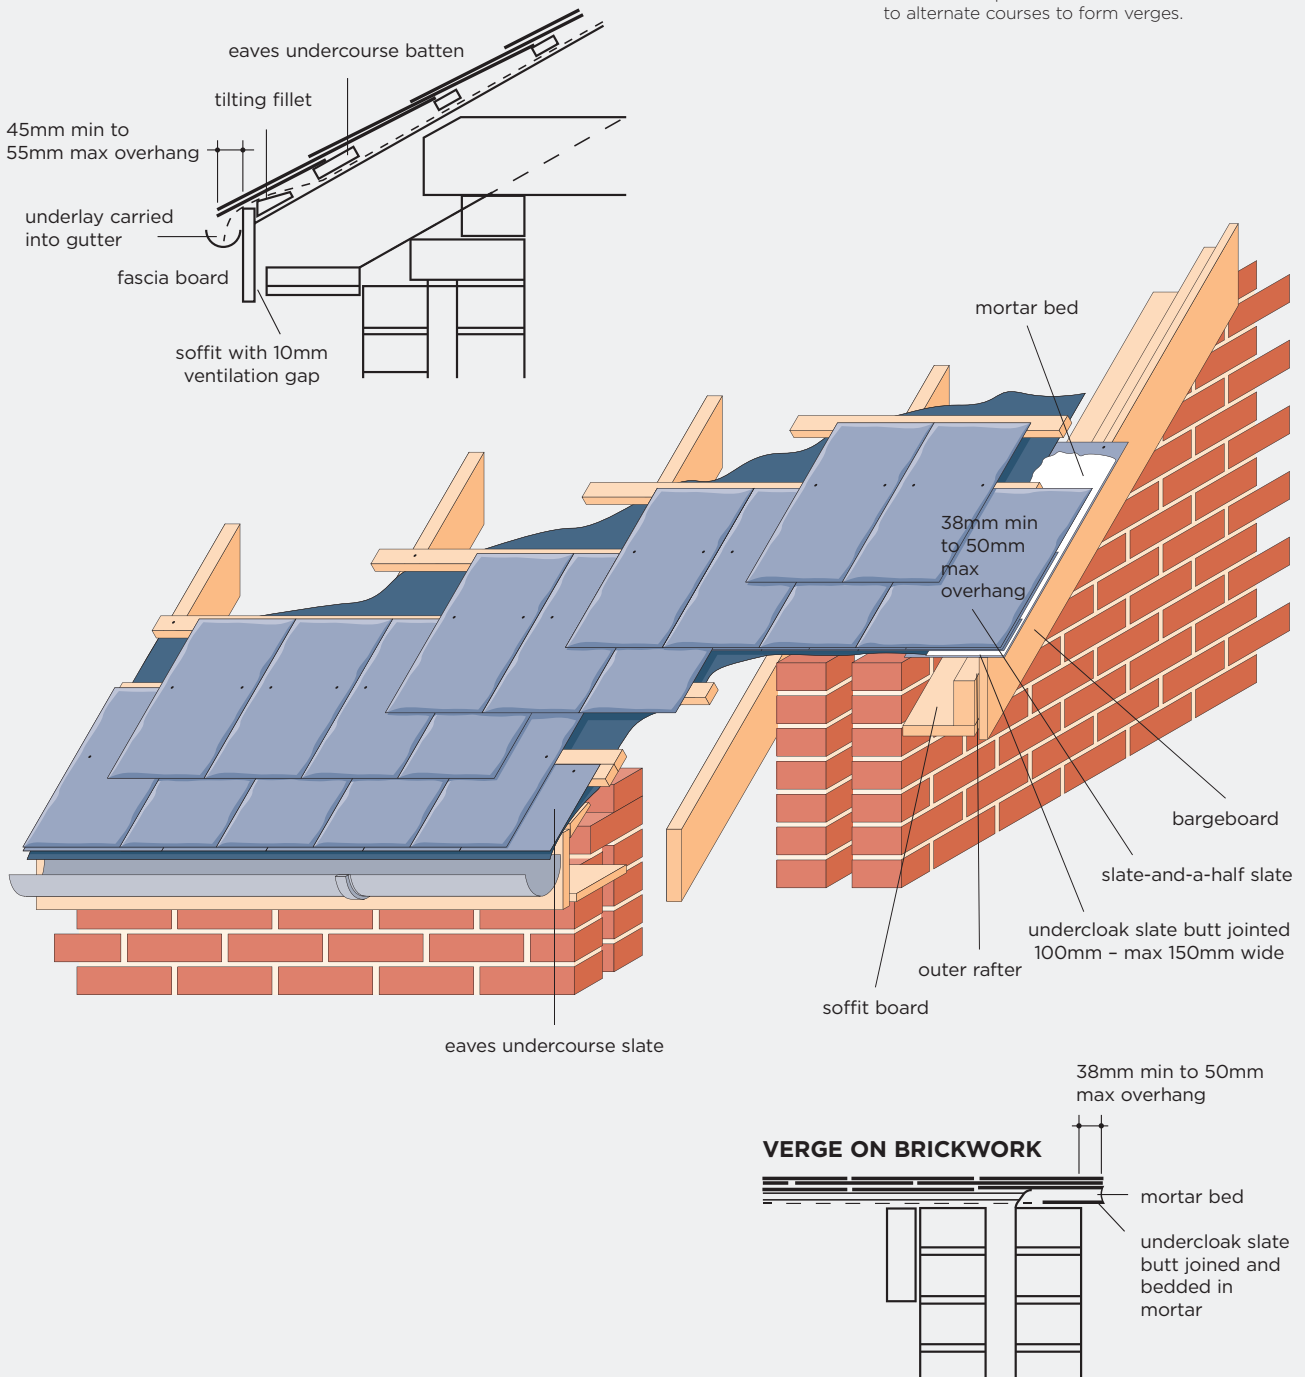 to alternate courses to form verges.
eaves undercourse batten
tilting fillet
45mm min to
55mm max overhang
underlay carried
into gutter
fascia board
soffit with 10mm
ventilation gap
mortar bed
38mm min
to 50mm
max
overhang
bargeboard
slate-and-a-half slate
undercloak slate butt jointed
100mm – max 150mm wide
outer rafter
soffit board
eaves undercourse slate
38mm min to 50mm
max overhang
VERGE ON BRICKWORK
mortar bed
undercloak slate
butt joined and
bedded in
mortar